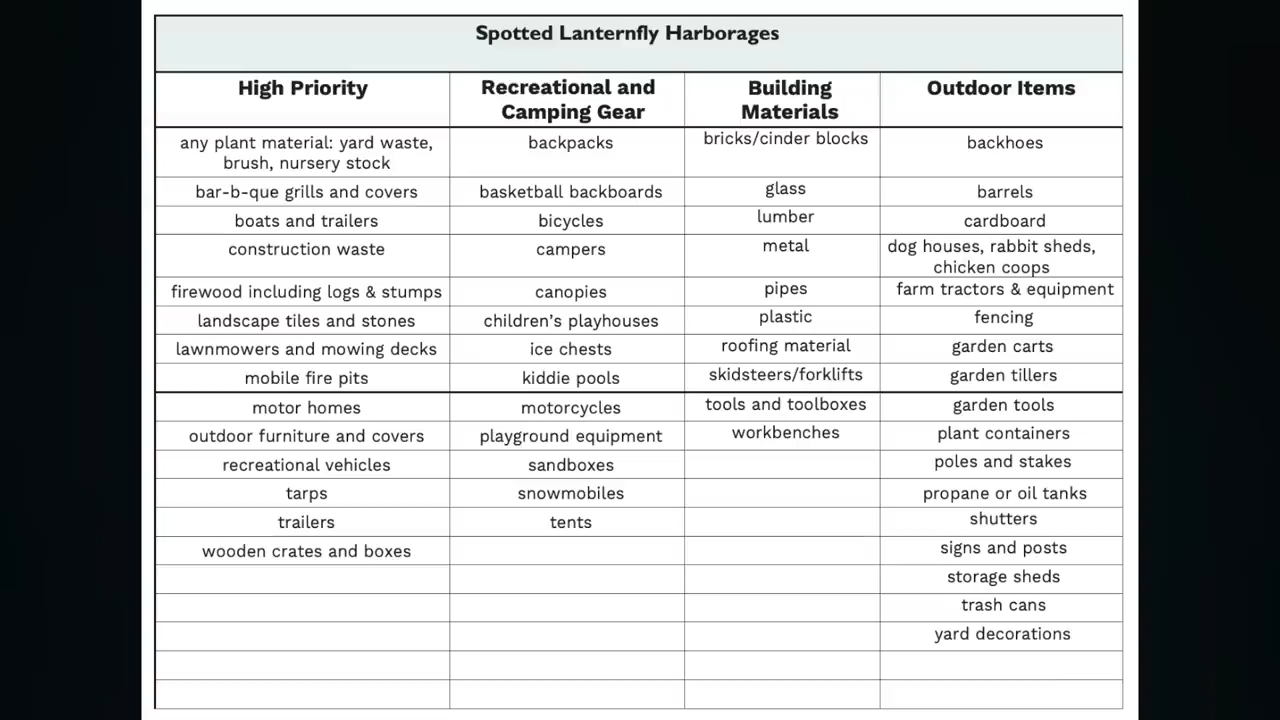 Spotted Lanternfly Harborages
High Priority
Recreational and
Camping Gear
Building
Materials
Outdoor Items
any plant material: yard waste,
brush, nursery stock
backpacks
bricks/cinder blocks
backhoes
bar-b-que grills and covers
basketball backboards
glass
barrels
boats and trailers
bicycles
lumber
cardboard
construction waste
campers
metal
dog houses, rabbit sheds,
chicken coops
firewood including logs & stumps
canopies
pipes
farm tractors & equipment
landscape tiles and stones
children's playhouses
plastic
fencing
lawnmowers and mowing decks
ice chests
roofing material
garden carts
mobile fire pits
kiddie pools
skidsteers/forklifts
garden tillers
motor homes
motorcycles
tools and toolboxes
garden tools
outdoor furniture and covers
playground equipment
workbenches
plant containers
recreational vehicles
sandboxes
poles and stakes
tarps
snowmobiles
propane or oil tanks
trailers
tents
shutters
wooden crates and boxes
signs and posts
storage sheds
trash cans
yard decorations